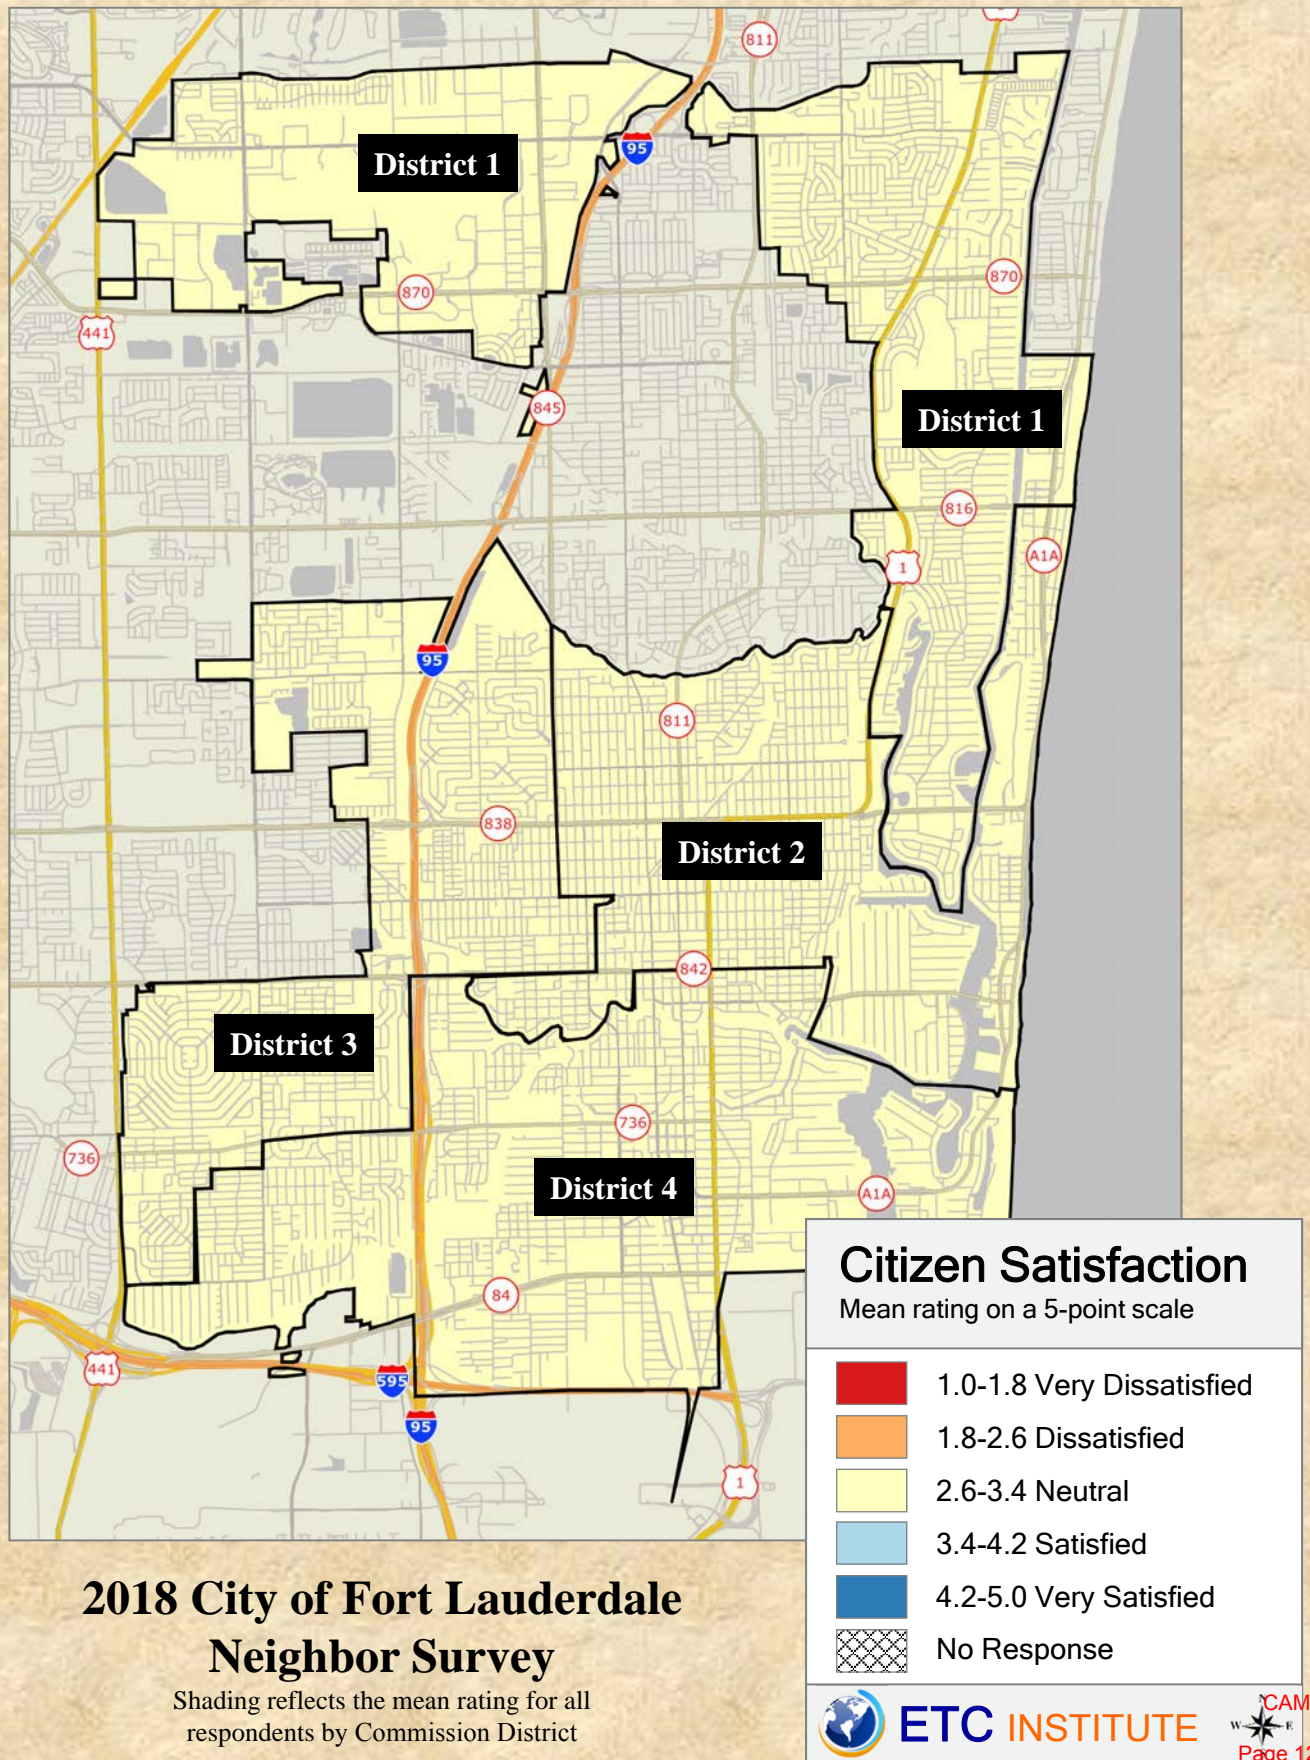 811
95
District 1
870
870
441
845
District 1
816
A1A
1
95
811
838
District 2
842
District 3
736
736
District 4
A1A
84
441
595
95
1
Citizen Satisfaction
Mean rating on a 5-point scale
1.0-1.8 Very Dissatisfied
1.8-2.6 Dissatisfied
2.6-3.4 Neutral
3.4-4.2 Satisfied
4.2-5.0 Very Satisfied
No Response
2018 City of Fort Lauderdale
Neighbor Survey
Shading reflects the mean rating for all
respondents by Commission District
ETC INSTITUTE
W E
CAM
Page 12